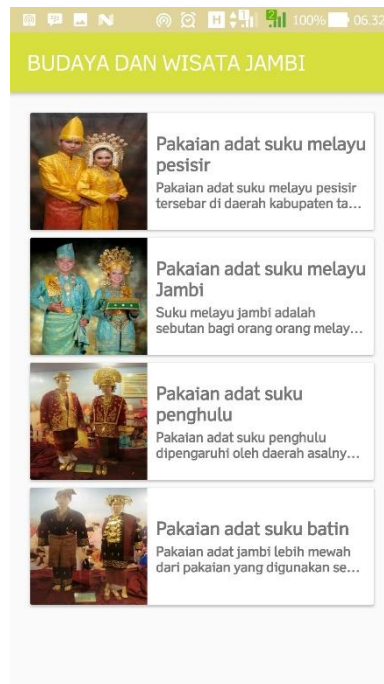 H 1 2 100% 06.32
BUDAYA DAN WISATA JAMBI
Pakaian adat suku melayu
pesisir
Pakaian adat suku melayu pesisir
tersebar di daerah kabupaten ta...
Pakaian adat suku melayu
Jambi
Suku melayu jambi adalah
sebutan bagi orang orang melay...
Pakaian adat suku
penghulu
Pakaian adat suku penghulu
dipengaruhi oleh daerah asalny...
Pakaian adat suku batin
Pakaian adat jambi lebih mewah
dari pakaian yang digunakan se...